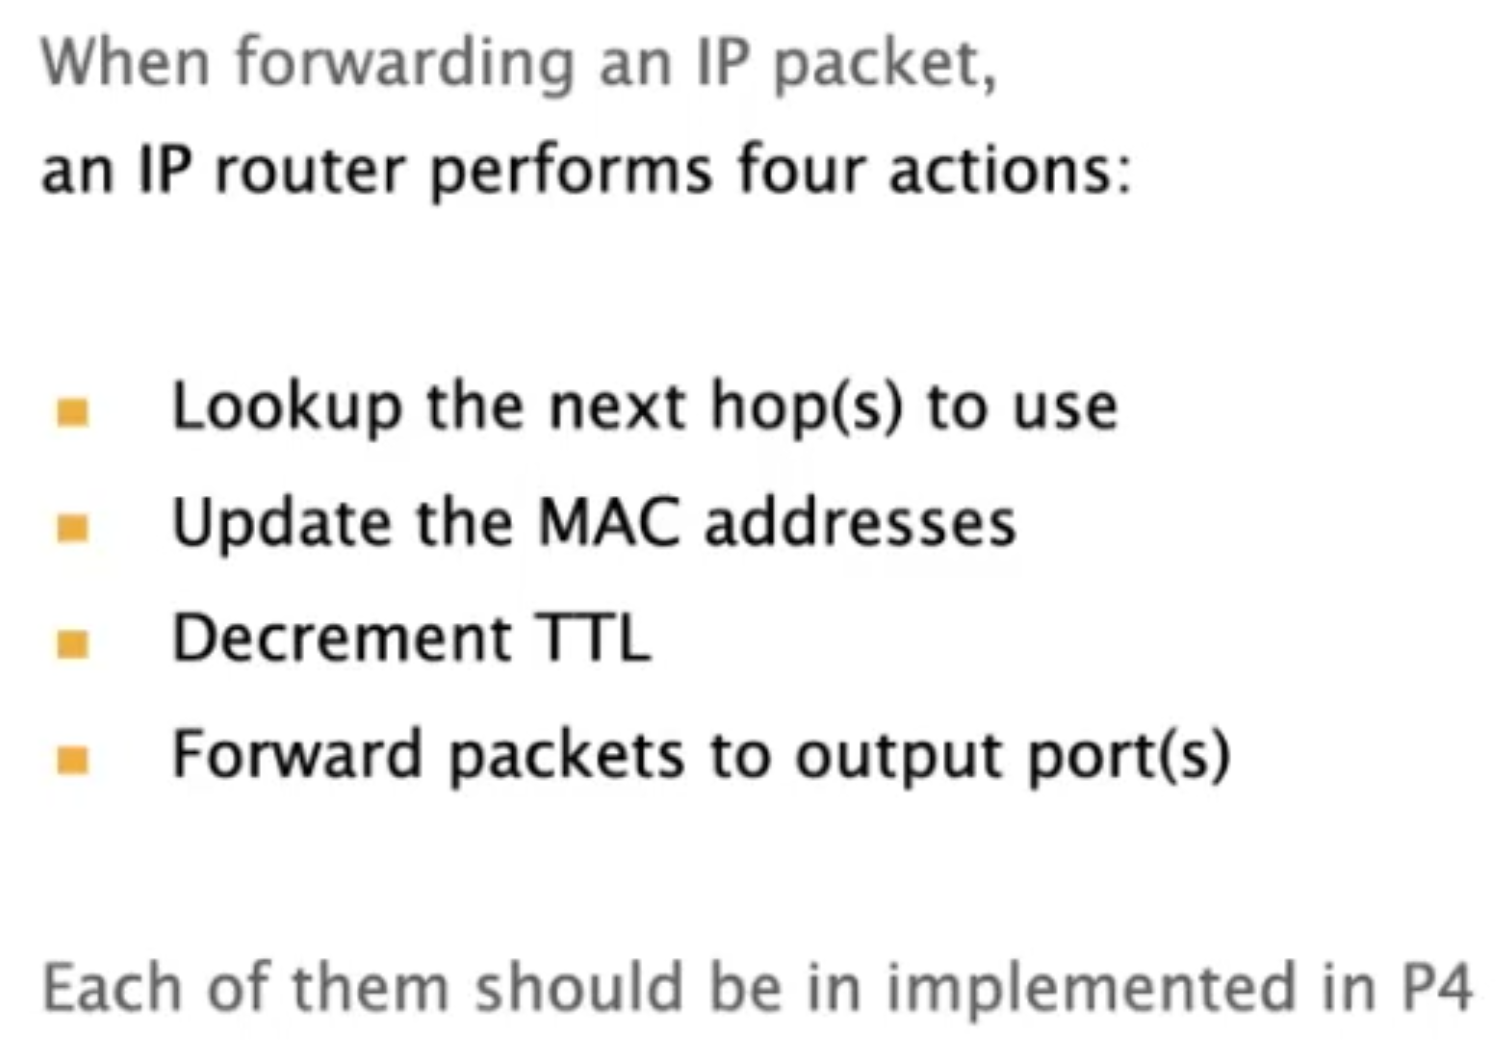 When forwarding an IP packet,
an IP router performs four actions:
Lookup the next hop(s) to use
Update the MAC addresses
Decrement TTL
Forward packets to output port(s)
Each of them should be in implemented in P4